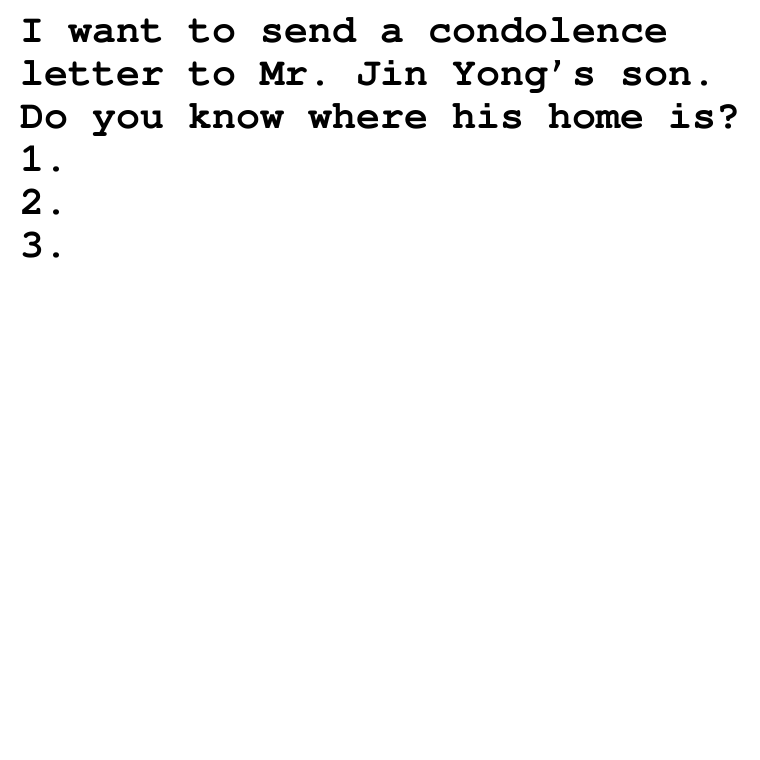 I want to send a condolence
letter to Mr. Jin Yong’s son.
Do you know where his home is?
1.
2.
3.